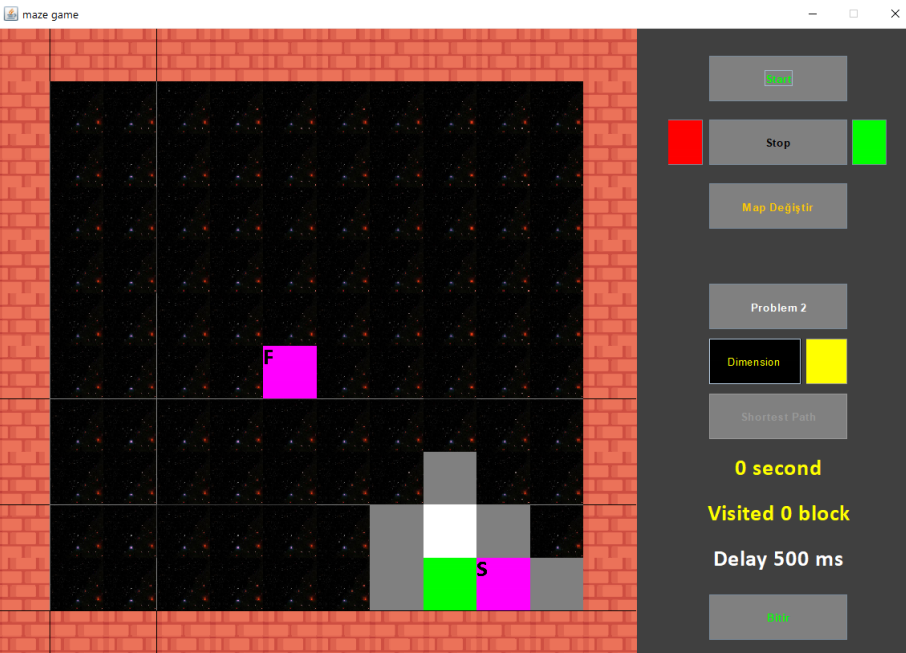 maze game
Start
Stop
Map Değiştir
Problem 2
Dimension
Shortest Path
0 second
Visited 0 block
Delay 500 ms
Bitir
F
S